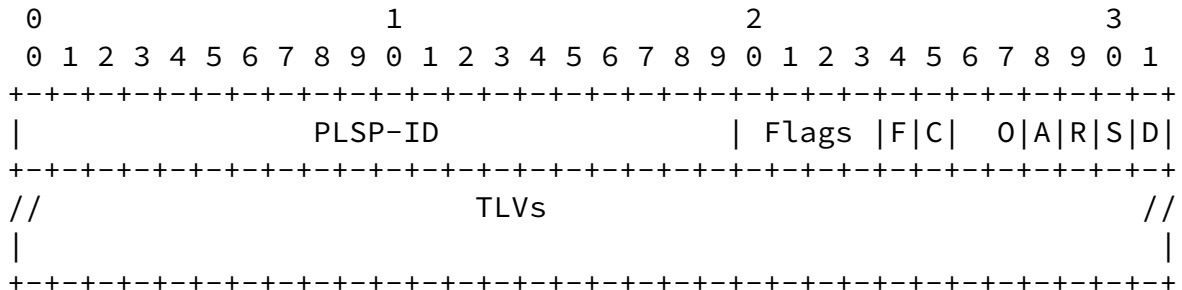 0                   1                   2                   3
 0 1 2 3 4 5 6 7 8 9 0 1 2 3 4 5 6 7 8 9 0 1 2 3 4 5 6 7 8 9 0 1
+-+-+-+-+-+-+-+-+-+-+-+-+-+-+-+-+-+-+-+-+-+-+-+-+-+-+-+-+-+-+-+-+
|                PLSP-ID                | Flags |F|C|  O|A|R|S|D|
+-+-+-+-+-+-+-+-+-+-+-+-+-+-+-+-+-+-+-+-+-+-+-+-+-+-+-+-+-+-+-+-+
//                        TLVs                                 //
|                                                               |
+-+-+-+-+-+-+-+-+-+-+-+-+-+-+-+-+-+-+-+-+-+-+-+-+-+-+-+-+-+-+-+-+